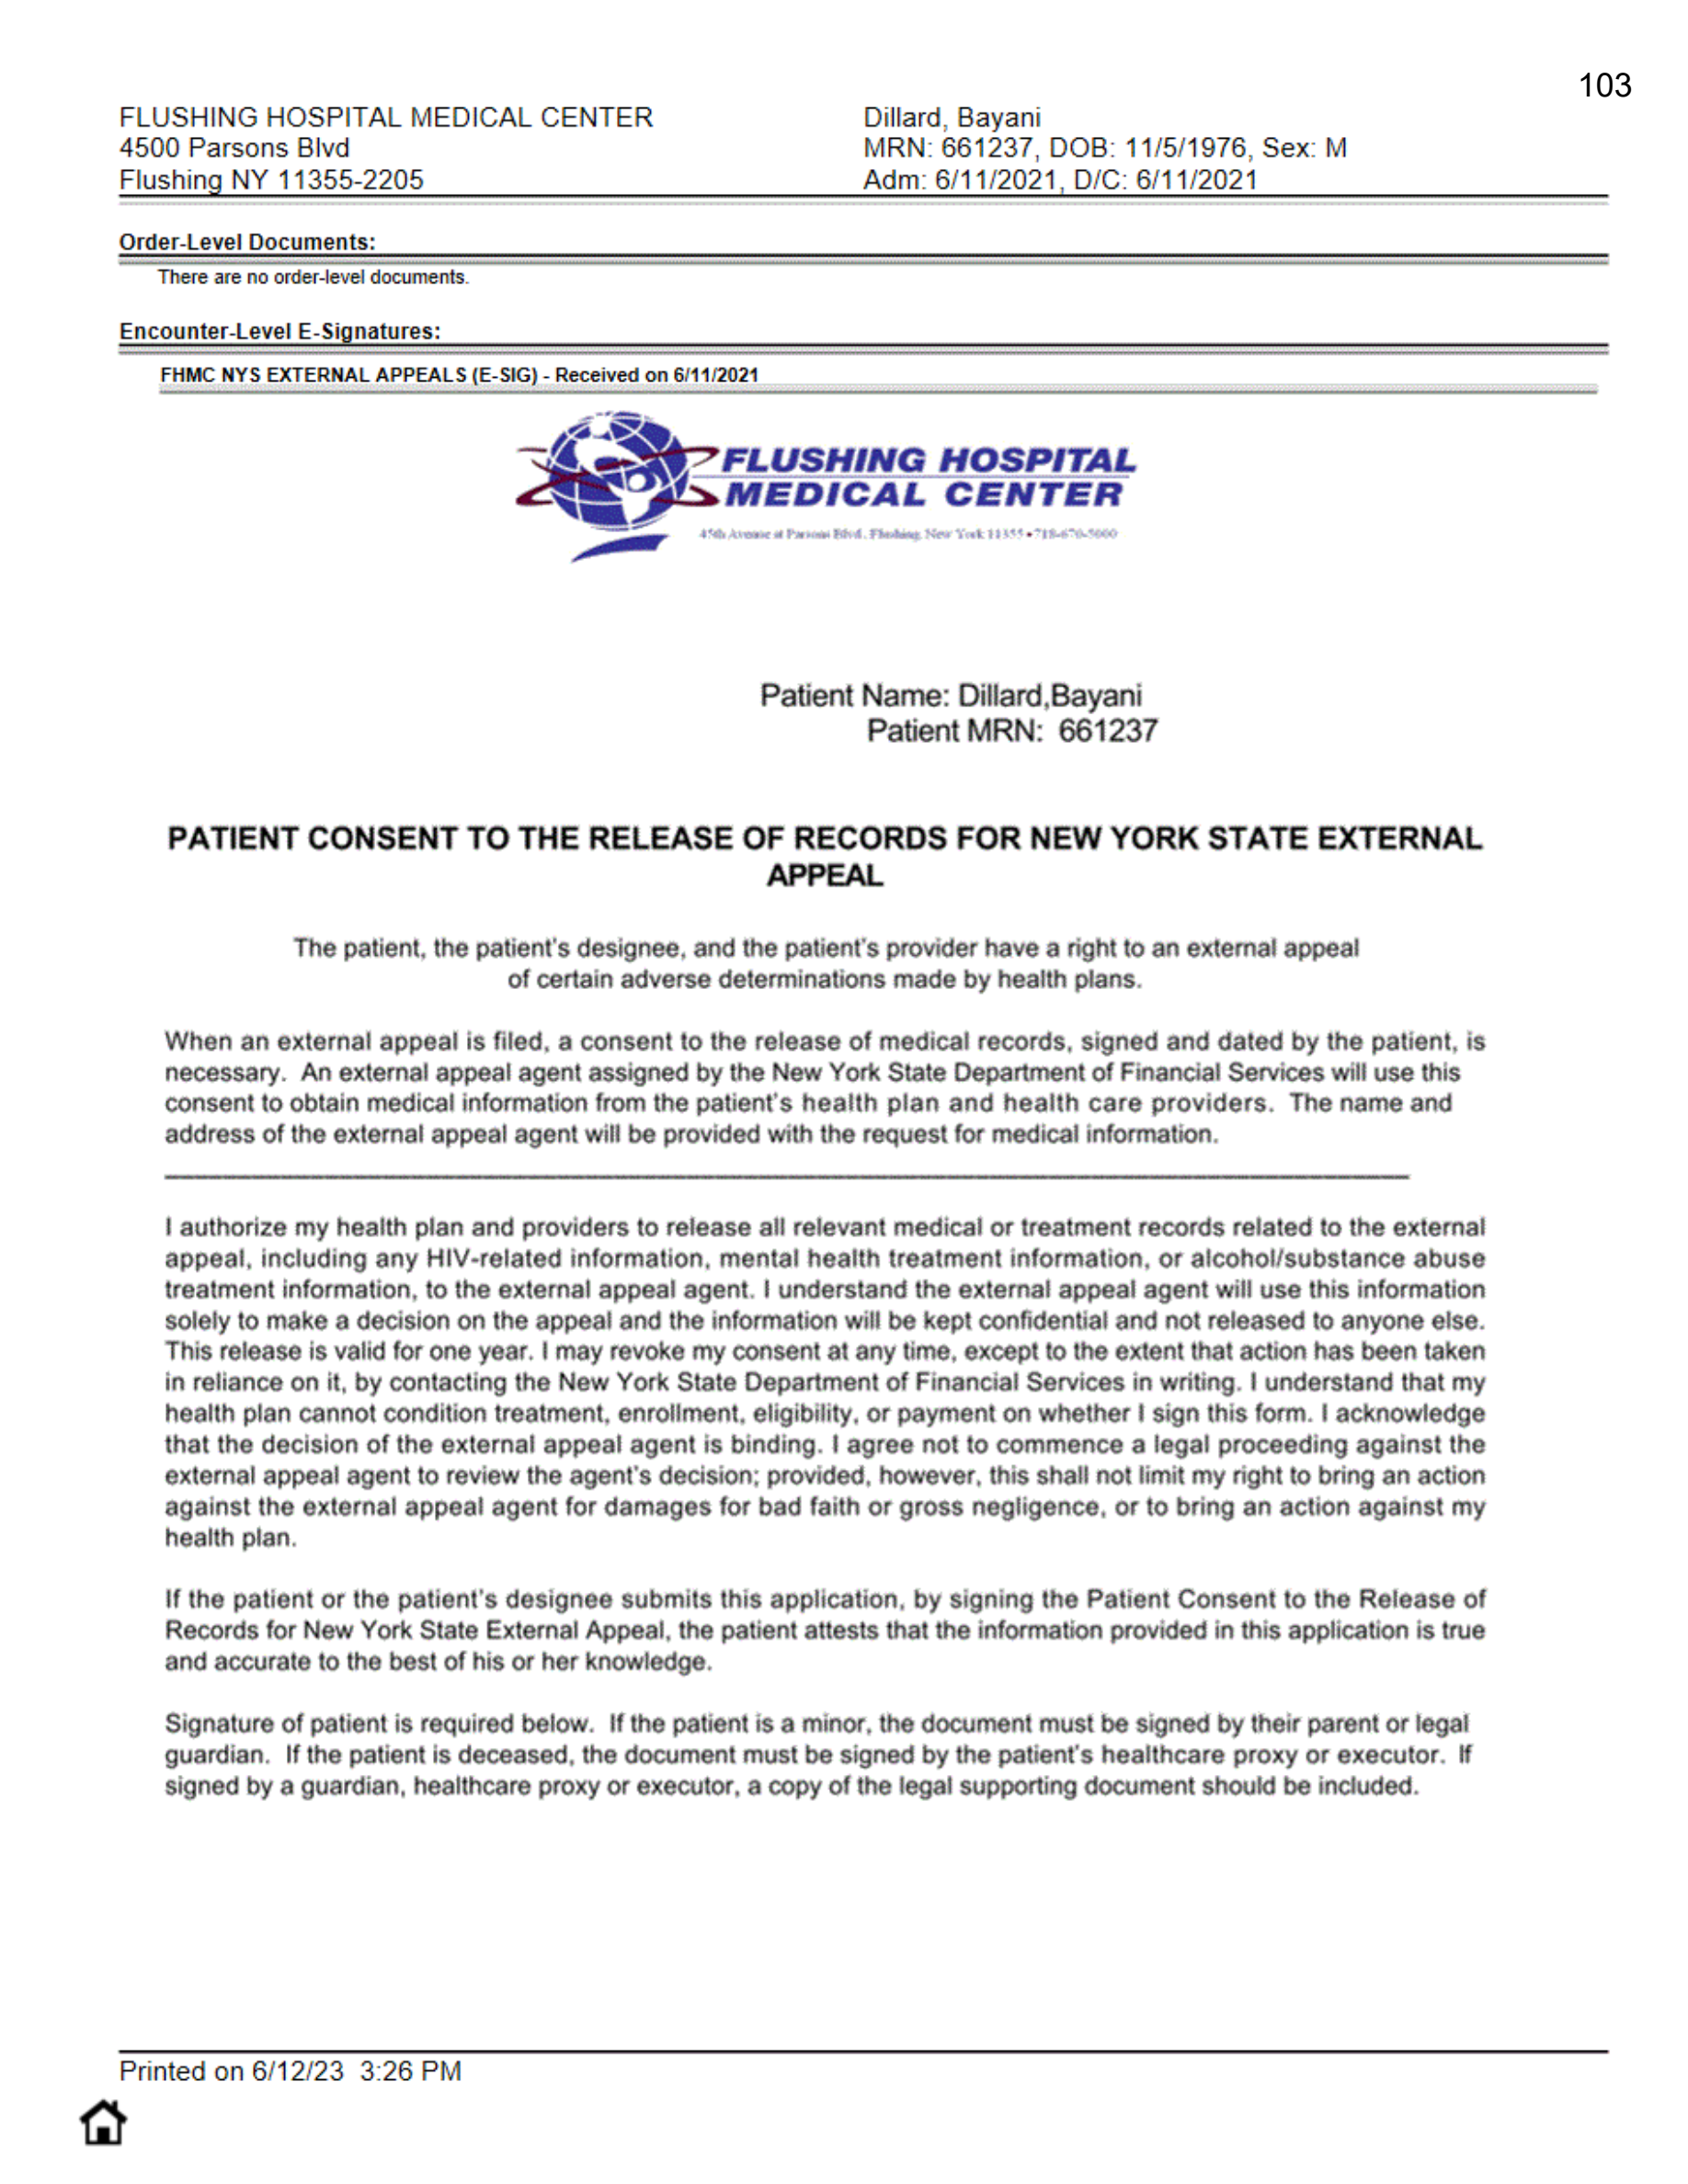 103
FLUSHING HOSPITAL MEDICAL CENTER
4500 Parsons Blvd
Flushing NY 11355-2205
Dillard, Bayani
MRN: 661237, DOB: 11/5/1976, Sex: M
Adm: 6/11/2021, D/C: 6/11/2021
Order-Level Documents:
There are no order-level documents.
Encounter-Level E-Signatures:
FHMC NYS EXTERNAL APPEALS (E-SIG) - Received on 6/11/2021
FLUSHING HOSPITAL
MEDICAL CENTER
45th Avenue at Parsons Blvd. Flushing, New York 11355•718-670-5000
Patient Name: Dillard,Bayani
Patient MRN: 661237
PATIENT CONSENT TO THE RELEASE OF RECORDS FOR NEW YORK STATE EXTERNAL
APPEAL
The patient, the patient's designee, and the patient's provider have a right to an external appeal
of certain adverse determinations made by health plans.
When an external appeal is filed, a consent to the release of medical records, signed and dated by the patient, is
necessary. An external appeal agent assigned by the New York State Department of Financial Services will use this
consent to obtain medical information from the patient's health plan and health care providers. The name and
address of the external appeal agent will be provided with the request for medical information.
I authorize my health plan and providers to release all relevant medical or treatment records related to the external
appeal, including any HIV-related information, mental health treatment information, or alcohol/substance abuse
treatment information, to the external appeal agent. I understand the external appeal agent will use this information
solely to make a decision on the appeal and the information will be kept confidential and not released to anyone else.
This release is valid for one year. I may revoke my consent at any time, except to the extent that action has been taken
in reliance on it, by contacting the New York State Department of Financial Services in writing. I understand that my
health plan cannot condition treatment, enrollment, eligibility, or payment on whether I sign this form. I acknowledge
that the decision of the external appeal agent is binding. I agree not to commence a legal proceeding against the
external appeal agent to review the agent's decision; provided, however, this shall not limit my right to bring an action
against the external appeal agent for damages for bad faith or gross negligence, or to bring an action against my
health plan.
If the patient or the patient's designee submits this application, by signing the Patient Consent to the Release of
Records for New York State External Appeal, the patient attests that the information provided in this application is true
and accurate to the best of his or her knowledge.
Signature of patient is required below. If the patient is a minor, the document must be signed by their parent or legal
guardian. If the patient is deceased, the document must be signed by the patient's healthcare proxy or executor. If
signed by a guardian, healthcare proxy or executor, a copy of the legal supporting document should be included.
Printed on 6/12/23 3:26 PM